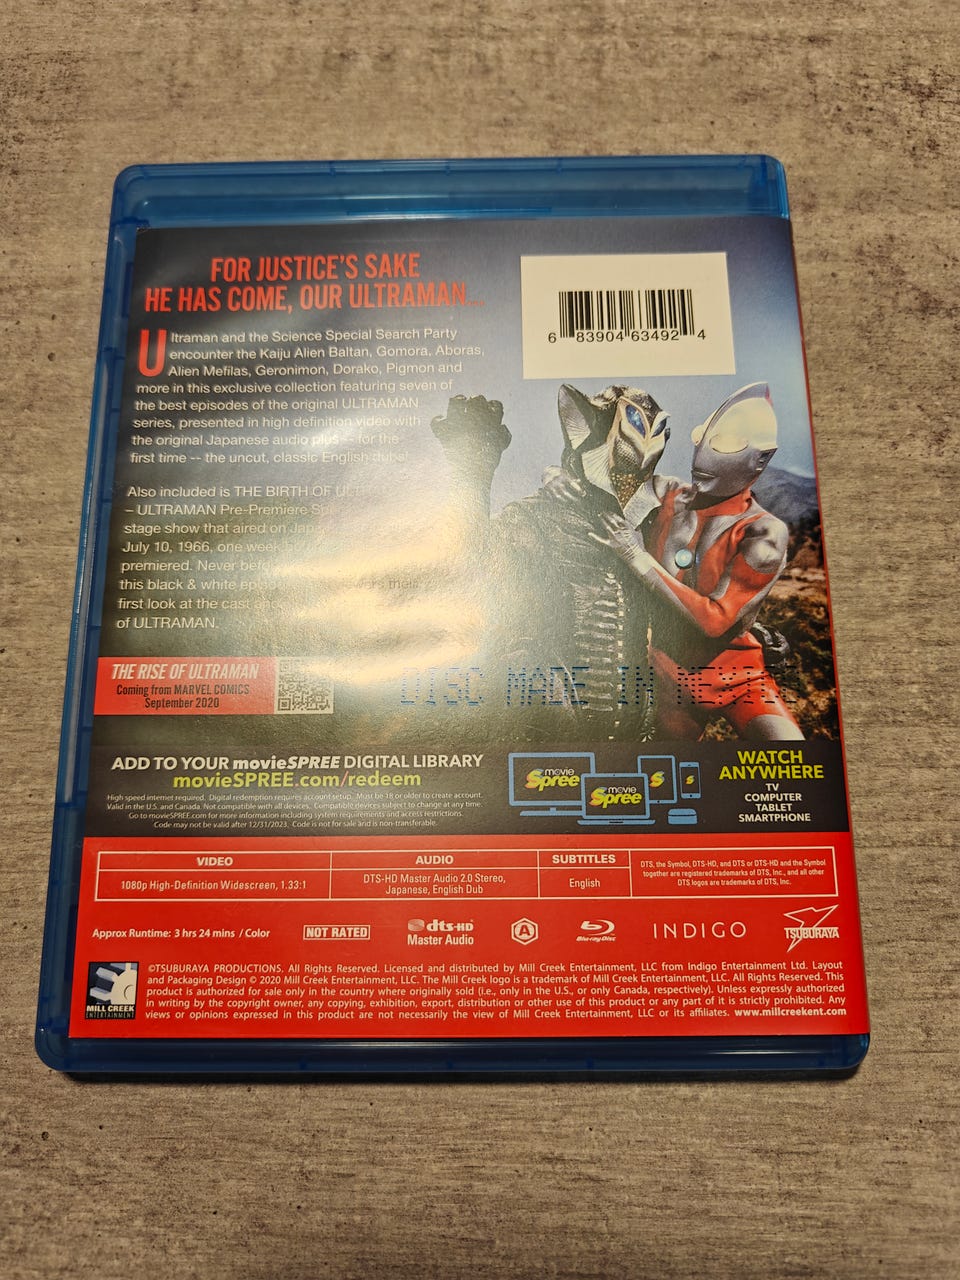 FOR JUSTICE'S SAKE
HE HAS COME, OUR ULTRAMAN...
Ultraman and the Science Special Search Party
encounter the Kaiju Alien Baltan, Gomora, Aboras,
Alien Mefilas, Geronimon, Dorako, Pigmon and
more in this exclusive collection featuring seven of
the best episodes of the original ULTRAMAN
series, presented in high definition video with
the original Japanese audio plus -- for the
first time -- the uncut, classic English dubs!
Also included is THE BIRTH OF
– ULTRAMAN Pre-Premiere
stage show that aired on
July 10, 1966, one week
premiered. Never
this black & white their
first look at the cast and
of ULTRAMAN.
6 83904 63492 4
THE RISE OF ULTRAMAN
Coming from MARVEL COMICS
September 2020
DISC MADE IN MEXICO
ADD TO YOUR movieSPREE DIGITAL LIBRARY
movieSPREE.com/redeem
High speed internet required. Digital redemption requires account setup. Must be 18 or older to create account.
Valid in the U.S. and Canada. Not compatible with all devices. Compatible devices subject to change at any time.
Go to movieSPREE.com for more information including system requirements and access restrictions.
Code may not be valid after 12/31/2023. Code is not for sale and is non-transferable.
movie
Spree
movie
Spree
S
S
WATCH
ANYWHERE
TV
COMPUTER
TABLET
SMARTPHONE
VIDEO
1080p High-Definition Widescreen, 1.33:1
AUDIO
DTS-HD Master Audio 2.0 Stereo,
Japanese, English Dub
SUBTITLES
English
DTS, the Symbol, DTS-HD, and DTS or DTS-HD and the Symbol
together are registered trademarks of DTS, Inc., and all other
DTS logos are trademarks of DTS, Inc.
Approx Runtime: 3 hrs 24 mins / Color
NOT RATED
dts-HD
Master Audio
A
Blu-ray Disc
INDIGO
TSUBURAYA
MILL CREEK
ENTERTAINMENT
©TSUBURAYA PRODUCTIONS. All Rights Reserved. Licensed and distributed by Mill Creek Entertainment, LLC from Indigo Entertainment Ltd. Layout
and Packaging Design © 2020 Mill Creek Entertainment, LLC. The Mill Creek logo is a trademark of Mill Creek Entertainment, LLC. All Rights Reserved. This
product is authorized for sale only in the country where originally sold (i.e., only in the U.S., or only Canada, respectively). Unless expressly authorized
in writing by the copyright owner, any copying, exhibition, export, distribution or other use of this product or any part of it is strictly prohibited. Any
views or opinions expressed in this product are not necessarily the view of Mill Creek Entertainment, LLC or its affiliates. www.millcreekent.com